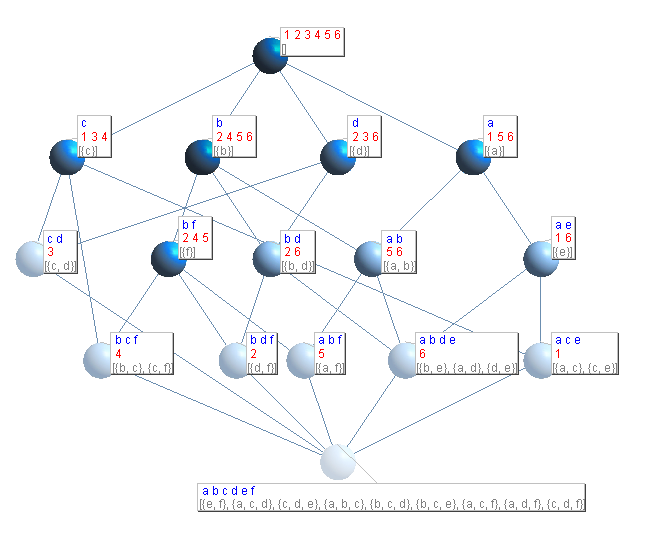 1 2 3 4 5 6
[]
c
1 3 4
[{c}]
b
2 4 5 6
[{b}]
d
2 3 6
[{d}]
a
1 5 6
[{a}]
c d
3
[{c, d}]
b f
2 4 5
[{f}]
b d
2 6
[{b, d}]
a b
5 6
[{a, b}]
a e
1 6
[{e}]
b c f
4
[{b, c}, {c, f}]
b d f
2
[{d, f}]
a b f
5
[{a, f}]
a b d e
6
[{b, e}, {a, d}, {d, e}]
a c e
1
[{a, c}, {c, e}]
a b c d e f
[{e, f}, {a, c, d}, {c, d, e}, {a, b, c}, {b, c, d}, {b, c, e}, {a, c, f}, {a, d, f}, {c, d, f}]